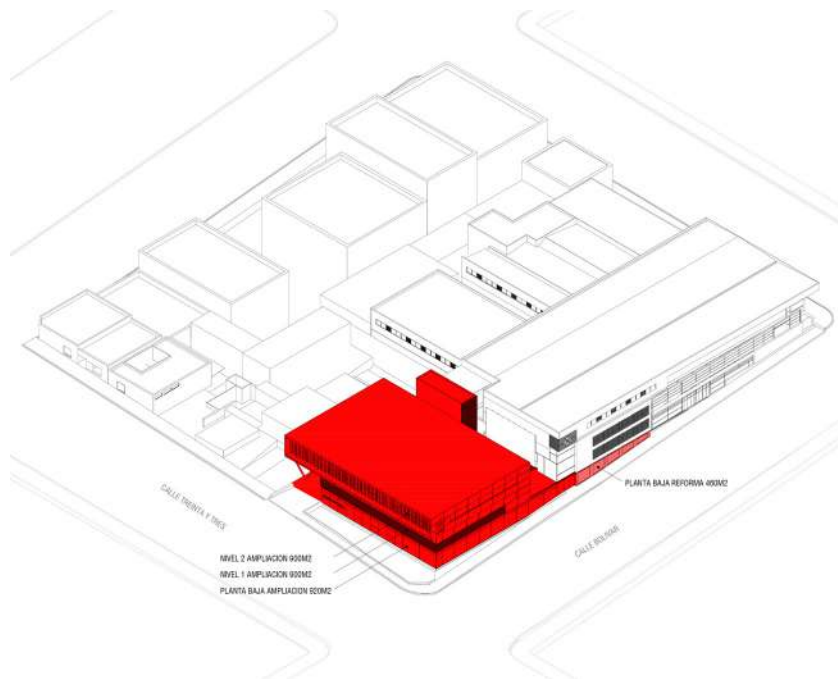 PLANTA BAJA REFORMA 460M2
CALLE TREINTA Y TRES
CALLE BOLIVAR
NIVEL 2 AMPLIACION 900M2
NIVEL 1 AMPLIACION 900M2
PLANTA BAJA AMPLIACION 920M2